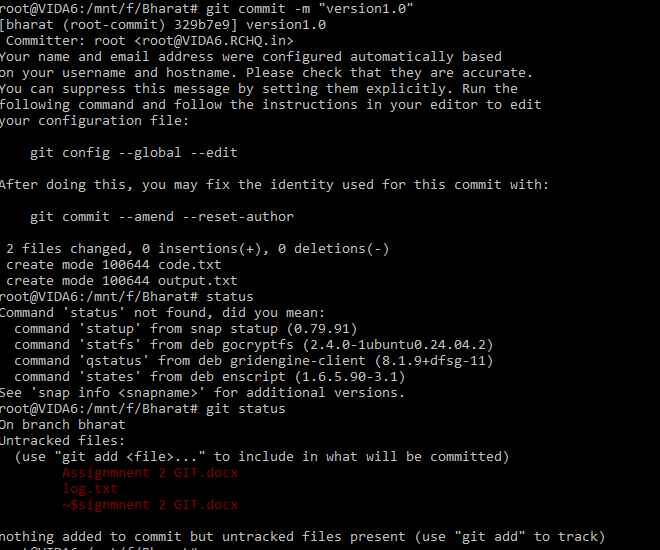 root@VIDA6:/mnt/f/Bharat# git commit -m "version1.0"
[bharat (root-commit) 329b7e9] version1.0
 Committer: root <root@VIDA6.RCHQ.in>
Your name and email address were configured automatically based
on your username and hostname. Please check that they are accurate.
You can suppress this message by setting them explicitly. Run the
following command and follow the instructions in your editor to edit
your configuration file:

    git config --global --edit

After doing this, you may fix the identity used for this commit with:

    git commit --amend --reset-author

 2 files changed, 0 insertions(+), 0 deletions(-)
 create mode 100644 code.txt
 create mode 100644 output.txt
root@VIDA6:/mnt/f/Bharat# status
Command 'status' not found, did you mean:
  command 'statup' from snap statup (0.79.91)
  command 'statfs' from deb gocryptfs (2.4.0-1ubuntu0.24.04.2)
  command 'qstatus' from deb gridengine-client (8.1.9+dfsg-11)
  command 'states' from deb enscript (1.6.5.90-3.1)
See 'snap info <snapname>' for additional versions.
root@VIDA6:/mnt/f/Bharat# git status
On branch bharat
Untracked files:
  (use "git add <file>..." to include in what will be committed)
        Assignmnent 2 GIT.docx
        log.txt
        ~$signmnent 2 GIT.docx

nothing added to commit but untracked files present (use "git add" to track)
root@VIDA6:/mnt/f/Bharat#